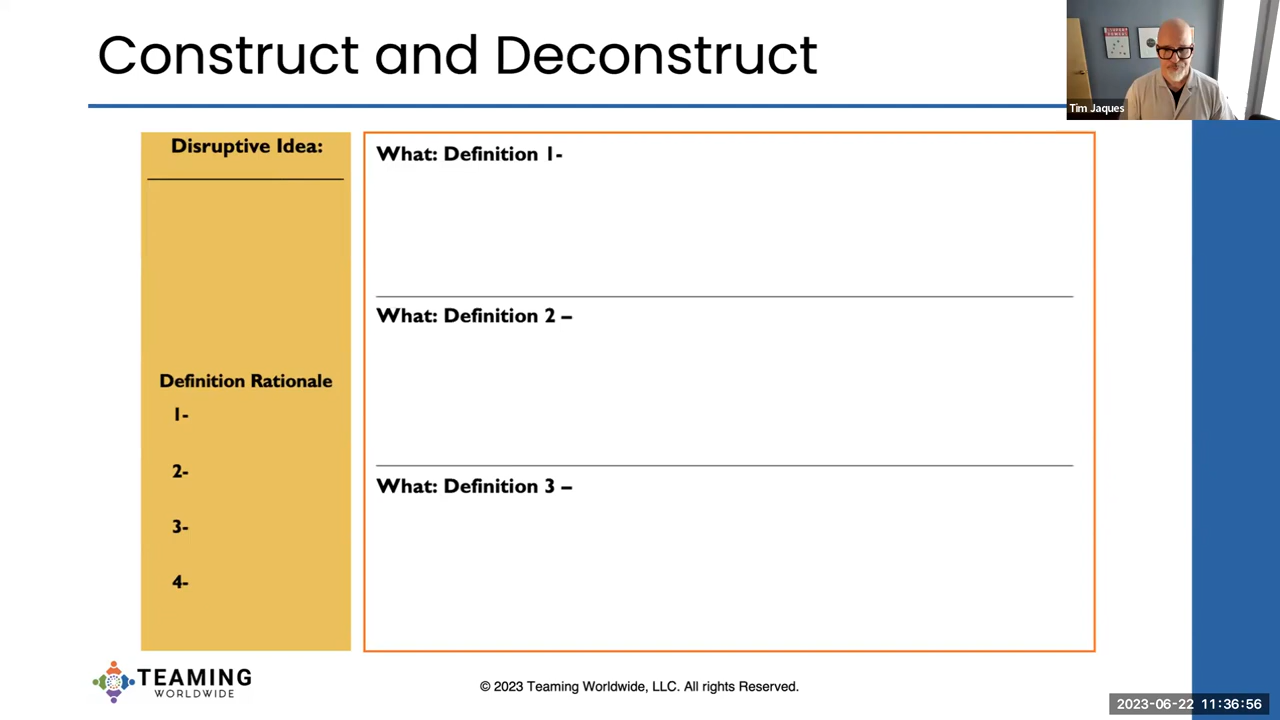 Construct and Deconstruct
Tim Jaques
Disruptive Idea:
Definition Rationale
1-
2-
3-
4-
What: Definition 1-
What: Definition 2 –
What: Definition 3 –
TEAMING
WORLDWIDE
© 2023 Teaming Worldwide, LLC. All rights Reserved.
2023-06-22 11:36:56